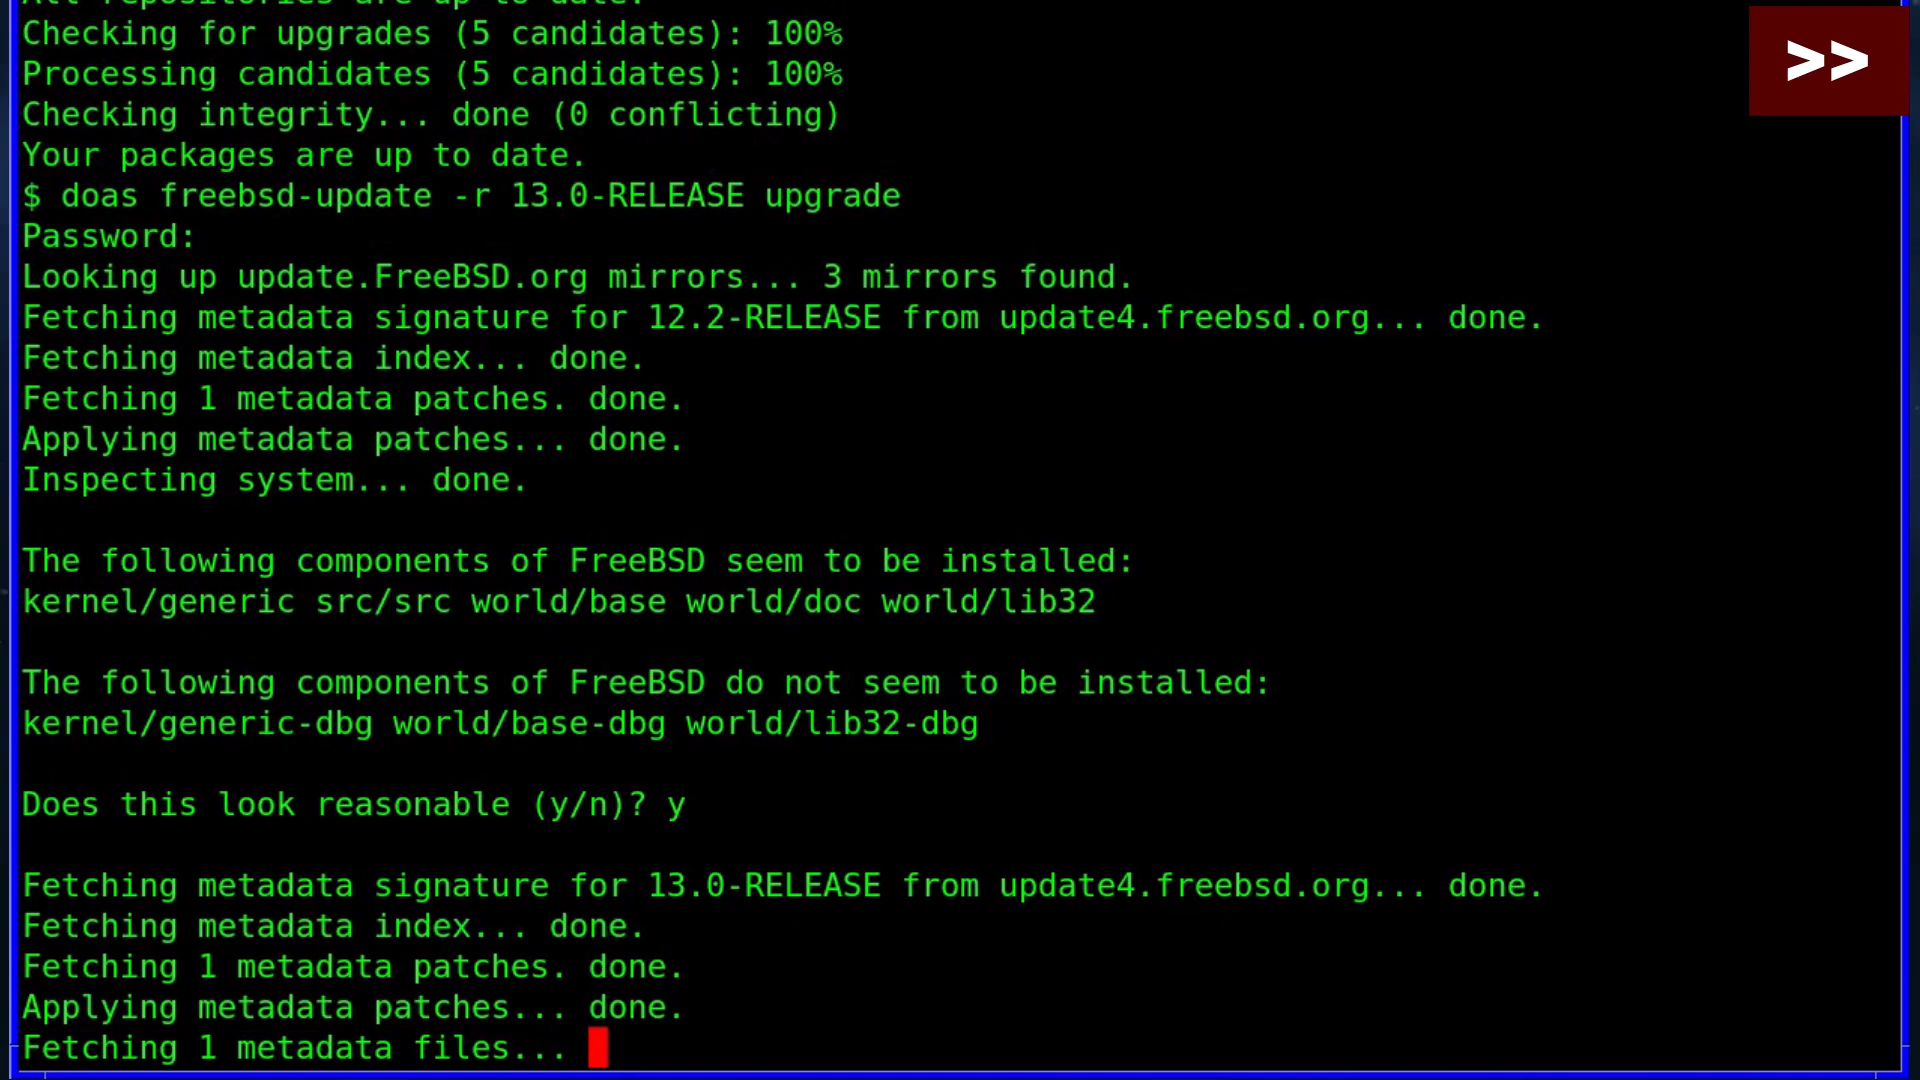 All repositories are up to date.
Checking for upgrades (5 candidates): 100%
Processing candidates (5 candidates): 100%
Checking integrity... done (0 conflicting)
Your packages are up to date.
$ doas freebsd-update -r 13.0-RELEASE upgrade
Password:
Looking up update.FreeBSD.org mirrors... 3 mirrors found.
Fetching metadata signature for 12.2-RELEASE from update4.freebsd.org... done.
Fetching metadata index... done.
Fetching 1 metadata patches. done.
Applying metadata patches... done.
Inspecting system... done.
The following components of FreeBSD seem to be installed:
kernel/generic src/src world/base world/doc world/lib32
The following components of FreeBSD do not seem to be installed:
kernel/generic-dbg world/base-dbg world/lib32-dbg
Does this look reasonable (y/n)? y
Fetching metadata signature for 13.0-RELEASE from update4.freebsd.org... done.
Fetching metadata index... done.
Fetching 1 metadata patches. done.
Applying metadata patches... done.
Fetching 1 metadata files...
>>